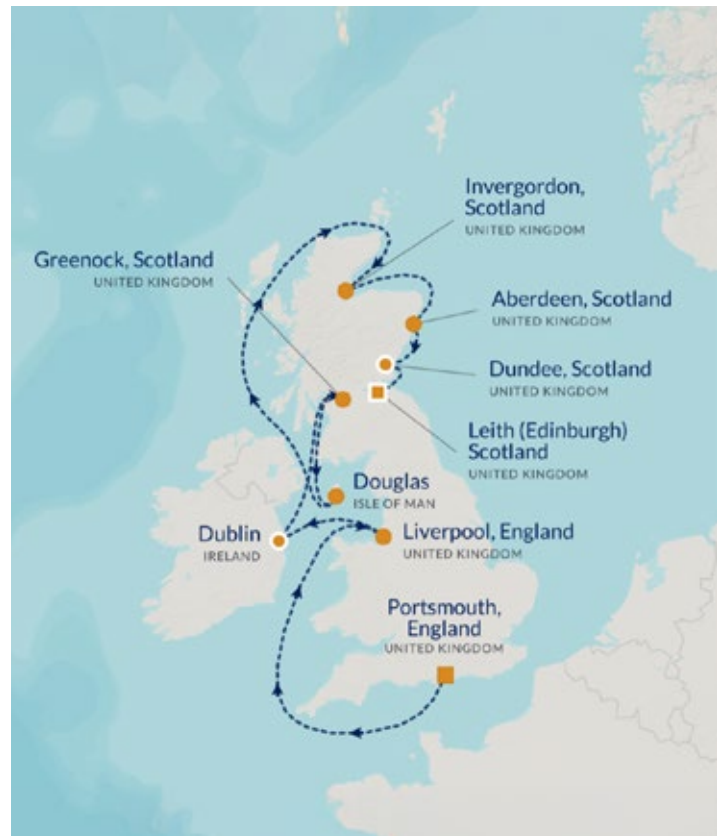 Invergordon,
Scotland
UNITED KINGDOM
Greenock, Scotland
UNITED KINGDOM
Aberdeen, Scotland
UNITED KINGDOM
Dundee, Scotland
UNITED KINGDOM
Leith (Edinburgh)
Scotland
UNITED KINGDOM
Douglas
ISLE OF MAN
Dublin
IRELAND
Liverpool, England
UNITED KINGDOM
Portsmouth,
England
UNITED KINGDOM